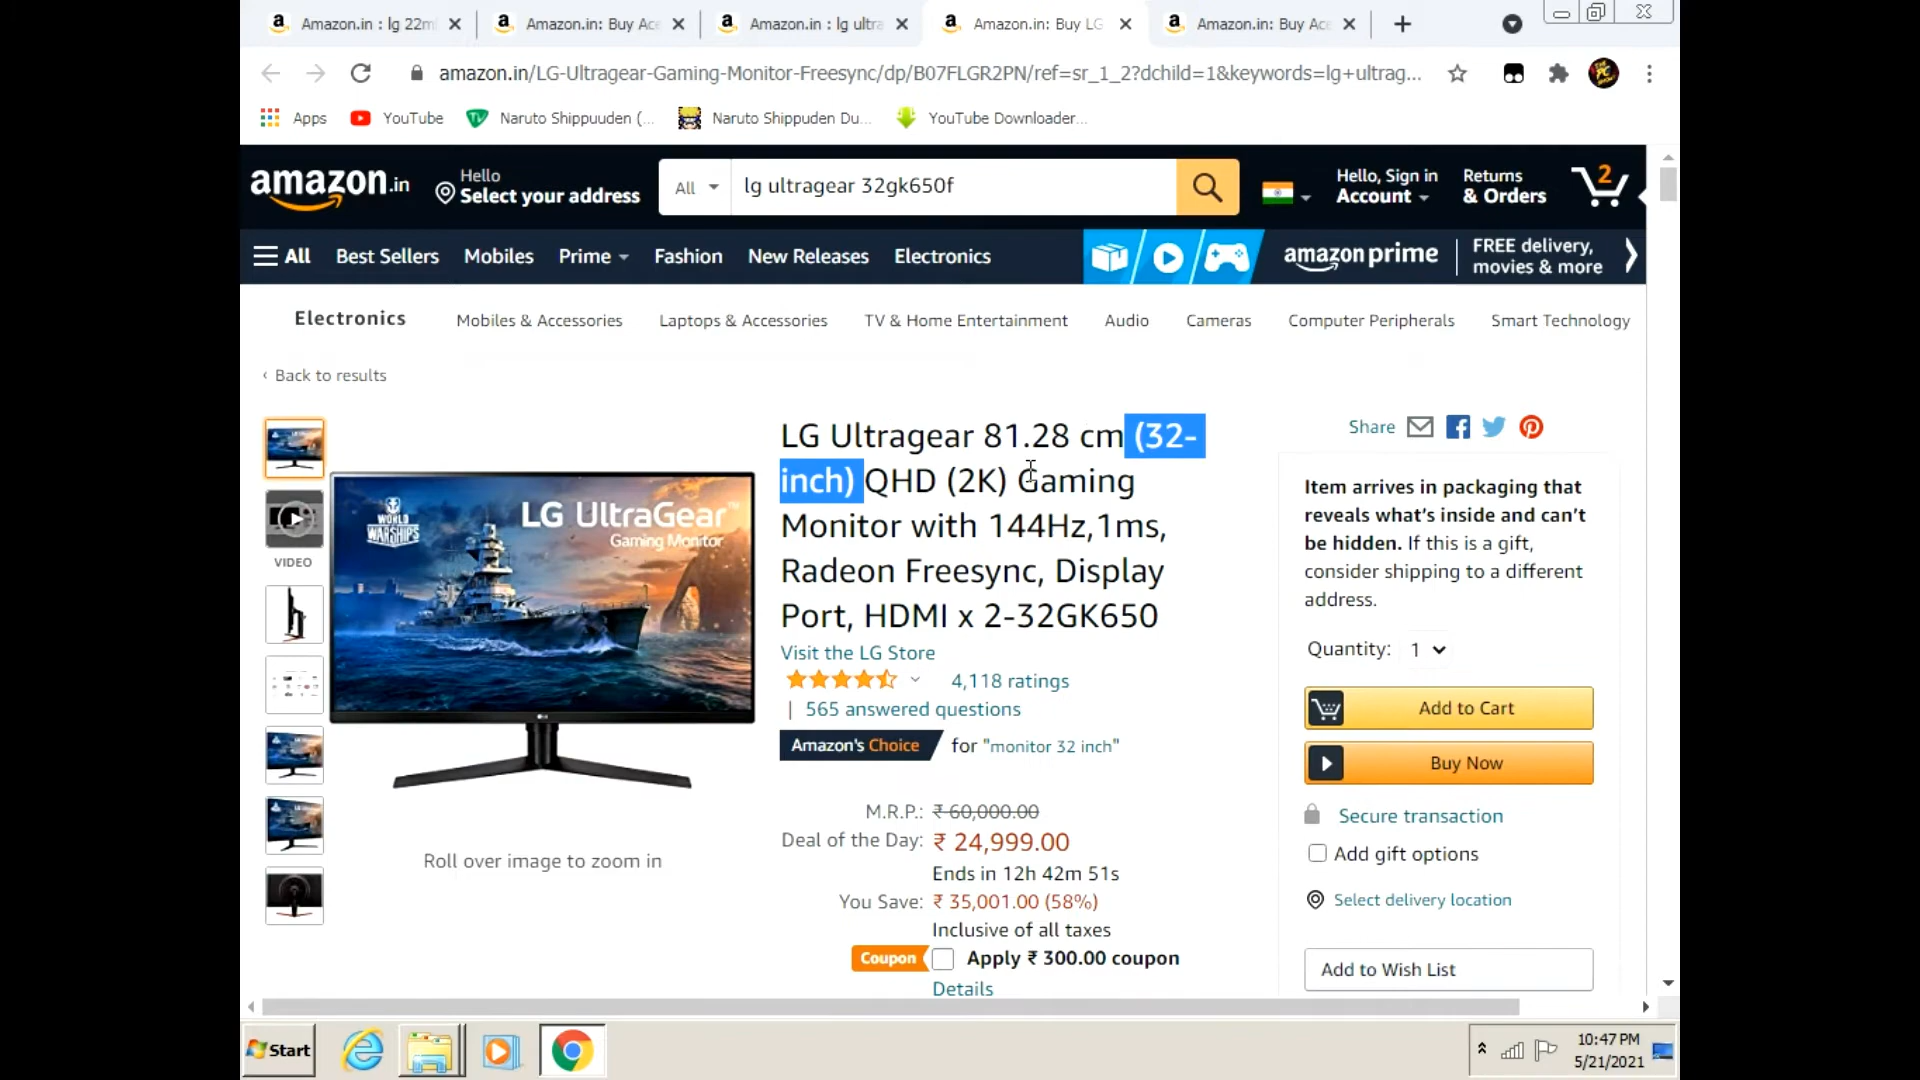 Amazon.in : lg 22m
Amazon.in: Buy Ace
Amazon.in : lg ultra
Amazon.in: Buy LG
Amazon.in: Buy Ace
amazon.in/LG-Ultragear-Gaming-Monitor-Freesync/dp/B07FLGR2PN/ref=sr_1_2?dchild=1&keywords=lg+ultrag...
Apps
YouTube
Naruto Shippuuden (...
Naruto Shippuden Du...
YouTube Downloader...
amazon.in
Hello
Select your address
All
lg ultragear 32gk650f
Hello, Sign in
Account
Returns
& Orders
2
All
Best Sellers
Mobiles
Prime
Fashion
New Releases
Electronics
amazon prime
FREE delivery,
movies & more
Electronics
Mobiles & Accessories
Laptops & Accessories
TV & Home Entertainment
Audio
Cameras
Computer Peripherals
Smart Technology
‹ Back to results
VIDEO
WORLD
OF
WARSHIPS
LG UltraGear™
Gaming Monitor
Roll over image to zoom in
LG Ultragear 81.28 cm (32-
inch) QHD (2K) Gaming
Monitor with 144Hz,1ms,
Radeon Freesync, Display
Port, HDMI x 2-32GK650
Visit the LG Store
4,118 ratings
| 565 answered questions
Amazon's Choice for "monitor 32 inch"
M.R.P.: ₹ 60,000.00
Deal of the Day: ₹ 24,999.00
Ends in 12h 42m 51s
You Save: ₹ 35,001.00 (58%)
Inclusive of all taxes
Coupon Apply ₹ 300.00 coupon
Details
Share
Item arrives in packaging that
reveals what's inside and can't
be hidden. If this is a gift,
consider shipping to a different
address.
Quantity: 1
Add to Cart
Buy Now
Secure transaction
Add gift options
Select delivery location
Add to Wish List
Start
10:47 PM
5/21/2021